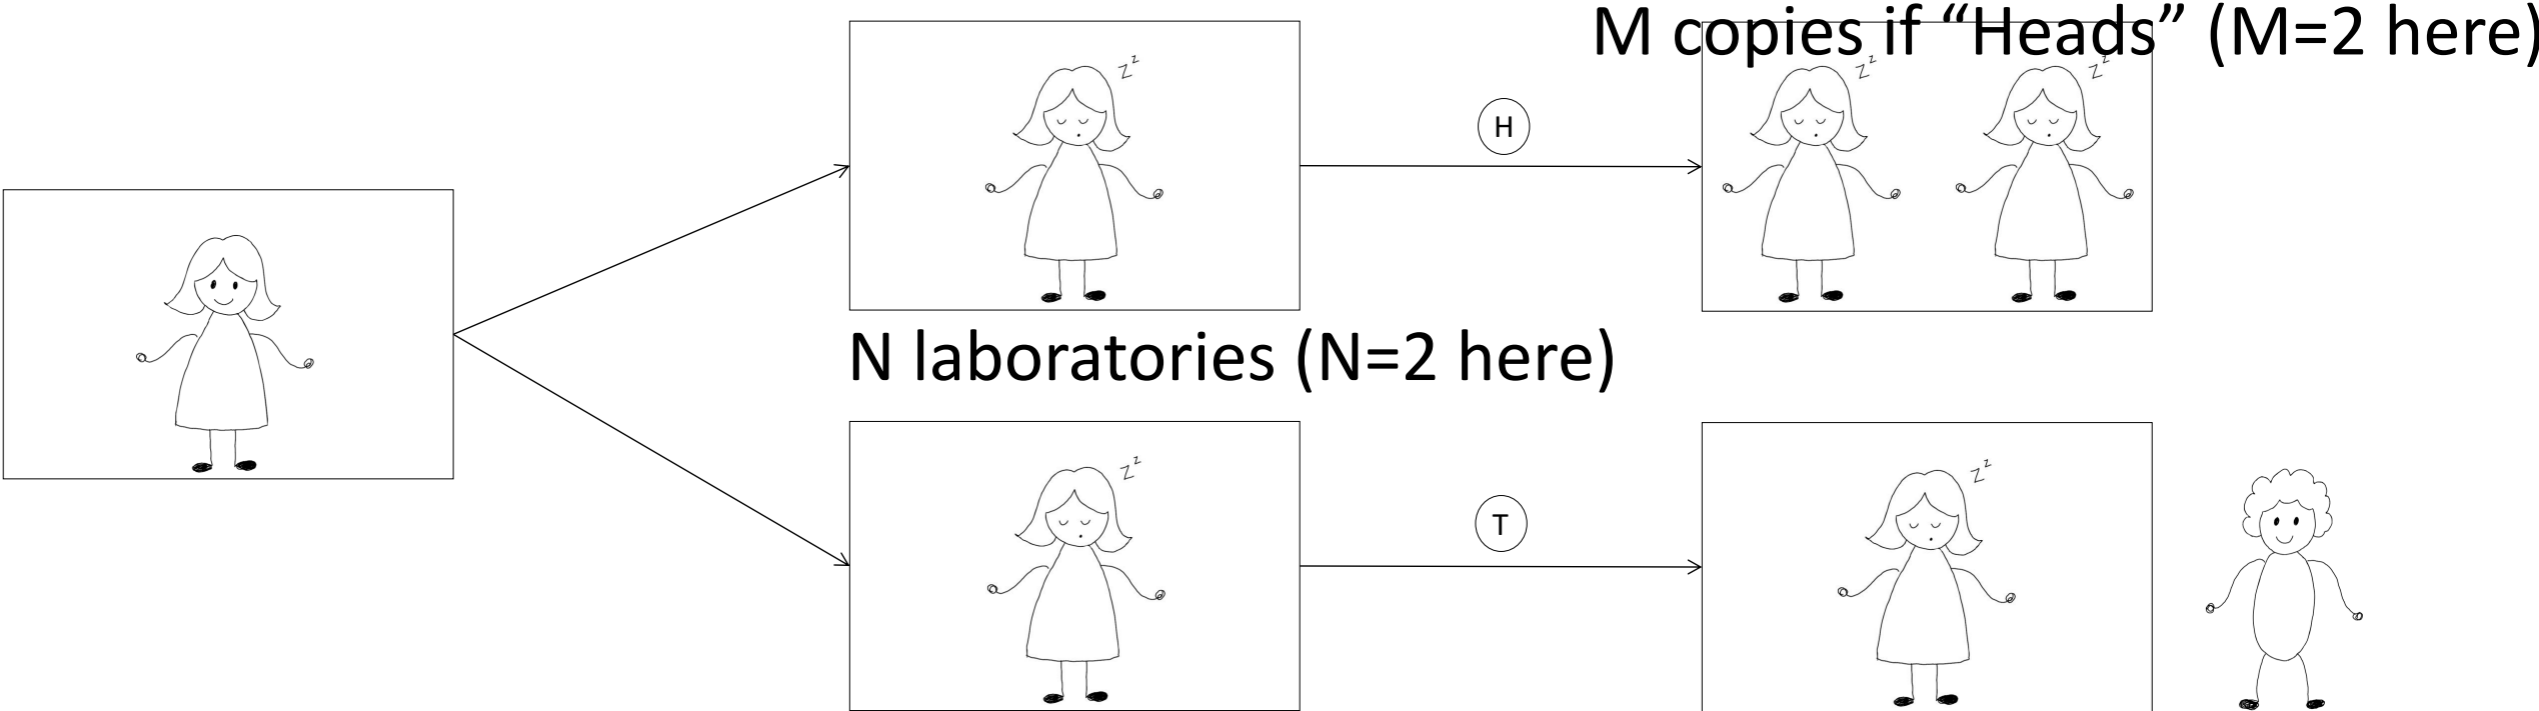 M copies if “Heads” (M=2 here)
z z
z z
z z
H
N laboratories (N=2 here)
z z
z z
T